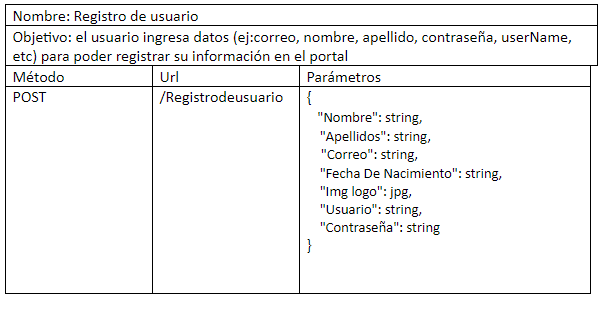 Nombre: Registro de usuario
Objetivo: el usuario ingresa datos (ej:correo, nombre, apellido, contraseña, userName,
etc) para poder registrar su información en el portal
Método Url Parámetros
POST /Registrodeusuario {
"Nombre": string,
"Apellidos": string,
"Correo": string,
"Fecha De Nacimiento": string,
"Img logo": jpg,
"Usuario": string,
"Contraseña": string
}